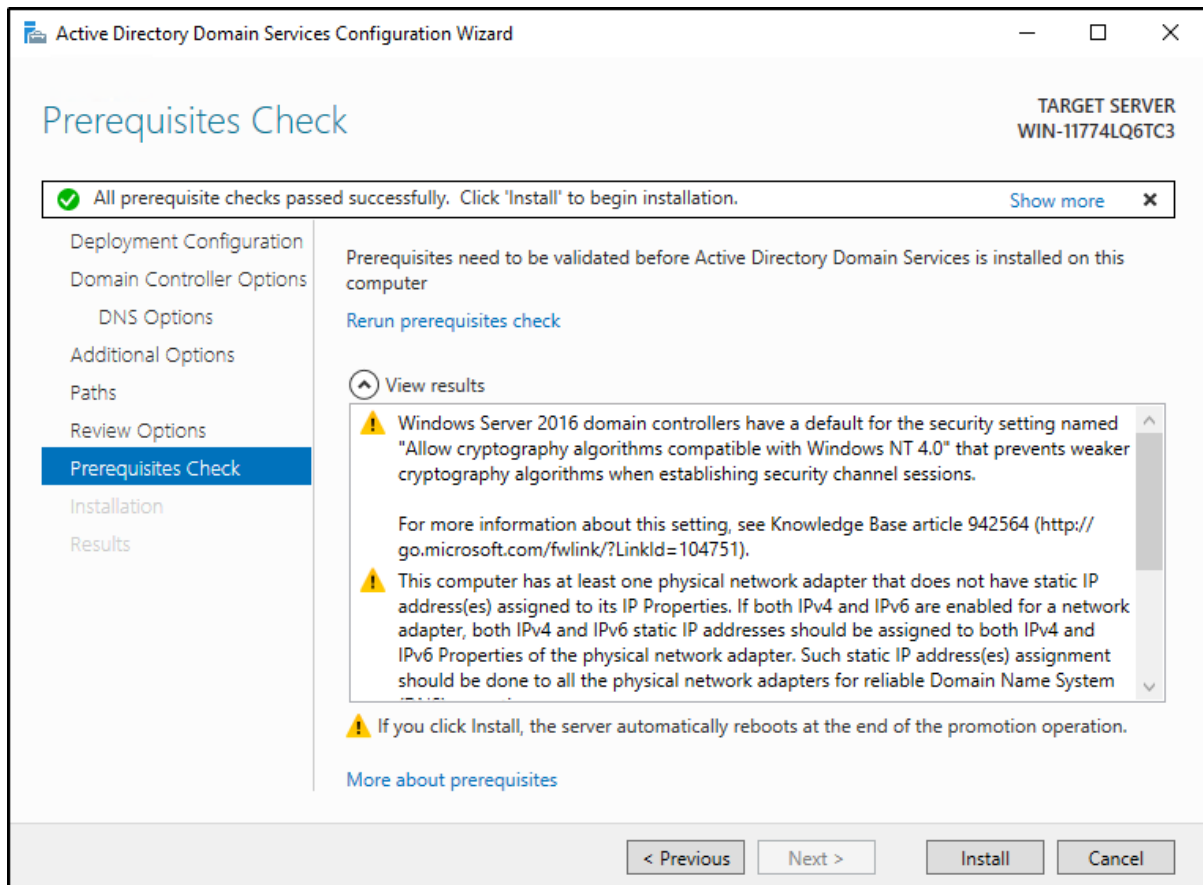 Active Directory Domain Services Configuration Wizard
Prerequisites Check
TARGET SERVER
WIN-11774LQ6TC3
All prerequisite checks passed successfully.  Click 'Install' to begin installation.
Show more
Deployment Configuration
Domain Controller Options
DNS Options
Additional Options
Paths
Review Options
Prerequisites Check
Installation
Results
Prerequisites need to be validated before Active Directory Domain Services is installed on this
computer
Rerun prerequisites check
View results
Windows Server 2016 domain controllers have a default for the security setting named
"Allow cryptography algorithms compatible with Windows NT 4.0" that prevents weaker
cryptography algorithms when establishing security channel sessions.
For more information about this setting, see Knowledge Base article 942564 (http://
go.microsoft.com/fwlink/?LinkId=104751).
This computer has at least one physical network adapter that does not have static IP
address(es) assigned to its IP Properties. If both IPv4 and IPv6 are enabled for a network
adapter, both IPv4 and IPv6 static IP addresses should be assigned to both IPv4 and
IPv6 Properties of the physical network adapter. Such static IP address(es) assignment
should be done to all the physical network adapters for reliable Domain Name System
If you click Install, the server automatically reboots at the end of the promotion operation.
More about prerequisites
< Previous
Next >
Install
Cancel